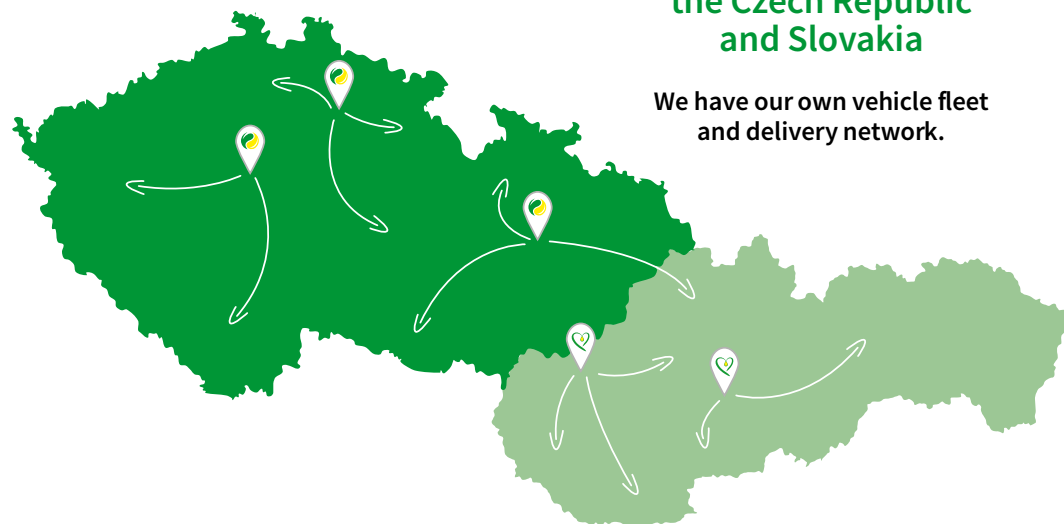 the Czech Republic
and Slovakia
We have our own vehicle fleet
and delivery network.